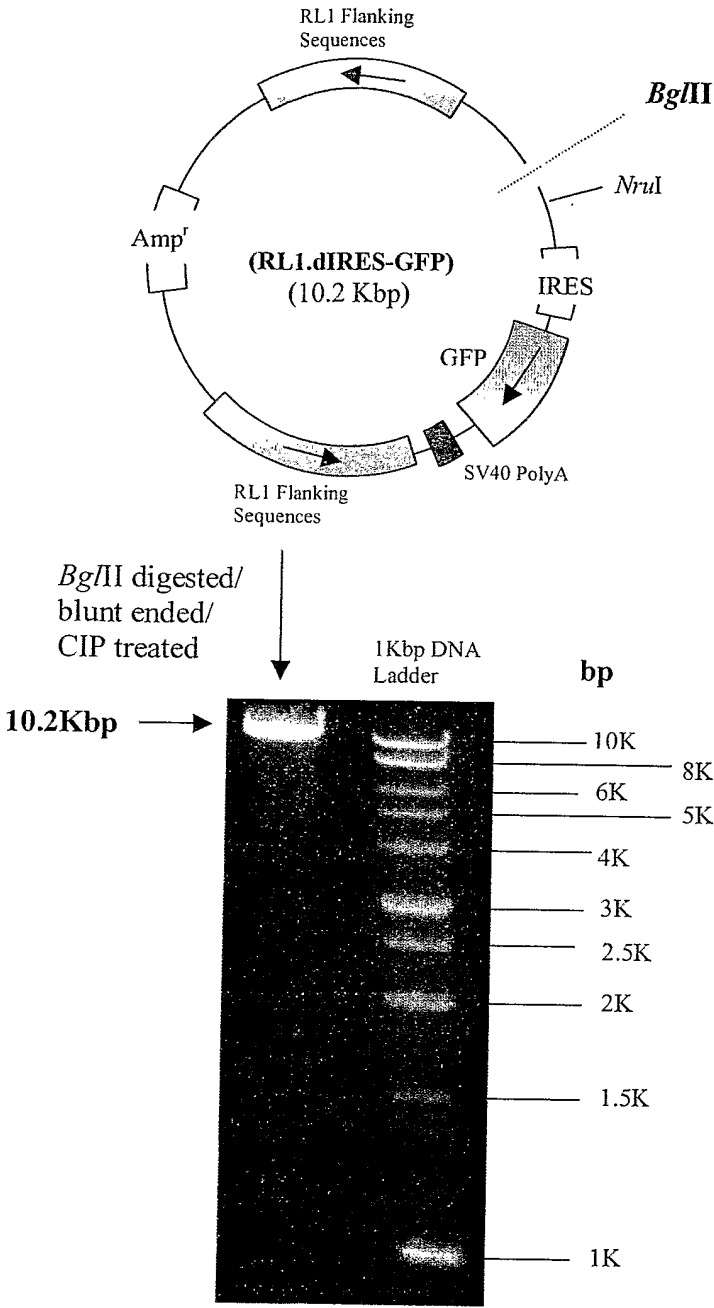 RL1 Flanking
Sequences
BglII
NruI
Ampʳ
(RL1.dIRES-GFP)
(10.2 Kbp)
IRES
GFP
SV40 PolyA
RL1 Flanking
Sequences
BglII digested/
blunt ended/
CIP treated
1Kbp DNA
Ladder
bp
10.2Kbp
10K
8K
6K
5K
4K
3K
2.5K
2K
1.5K
1K